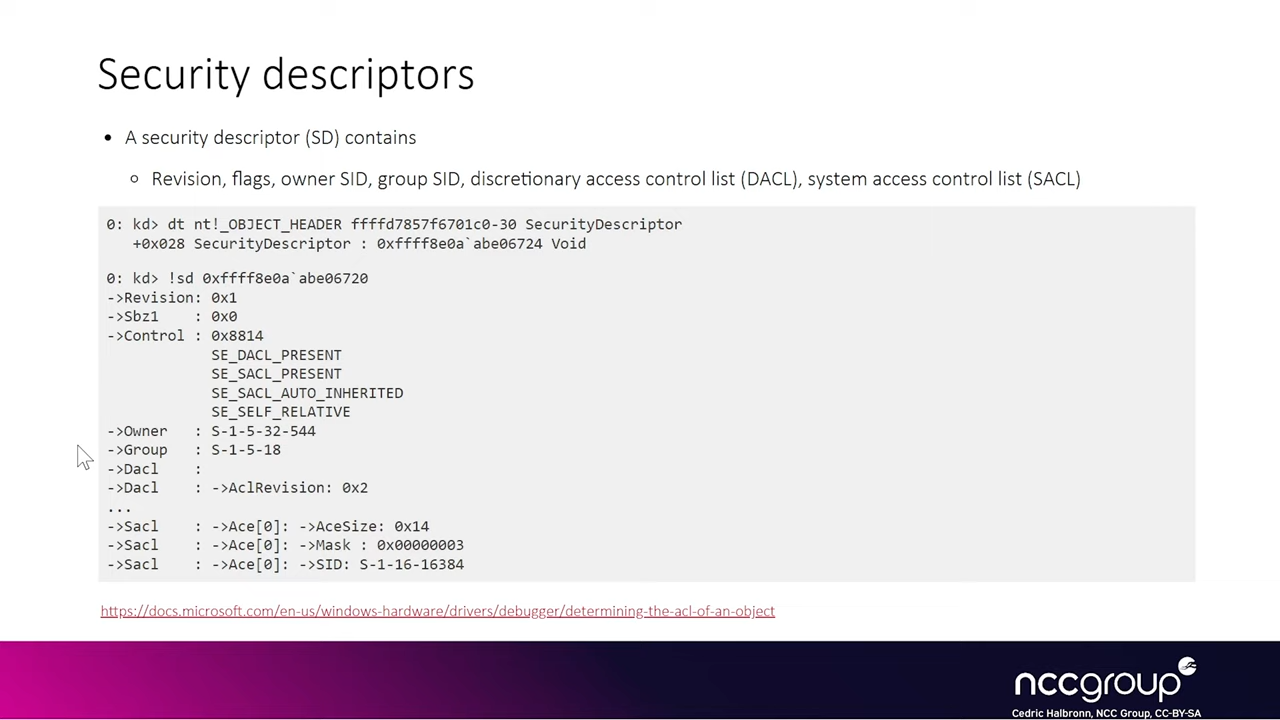 Security descriptors
• A security descriptor (SD) contains
○ Revision, flags, owner SID, group SID, discretionary access control list (DACL), system access control list (SACL)
0: kd> dt nt!_OBJECT_HEADER ffffd7857f6701c0-30 SecurityDescriptor
+0x028 SecurityDescriptor : 0xffff8e0a`abe06724 Void
0: kd> !sd 0xffff8e0a`abe06720
->Revision: 0x1
->Sbz1    : 0x0
->Control : 0x8814
SE_DACL_PRESENT
SE_SACL_PRESENT
SE_SACL_AUTO_INHERITED
SE_SELF_RELATIVE
->Owner   : S-1-5-32-544
->Group   : S-1-5-18
->Dacl    :
->Dacl    : ->AclRevision: 0x2
...
->Sacl    : ->Ace[0]: ->AceSize: 0x14
->Sacl    : ->Ace[0]: ->Mask : 0x00000003
->Sacl    : ->Ace[0]: ->SID: S-1-16-16384
https://docs.microsoft.com/en-us/windows-hardware/drivers/debugger/determining-the-acl-of-an-object
nccgroup
Cedric Halbronn, NCC Group, CC-BY-SA